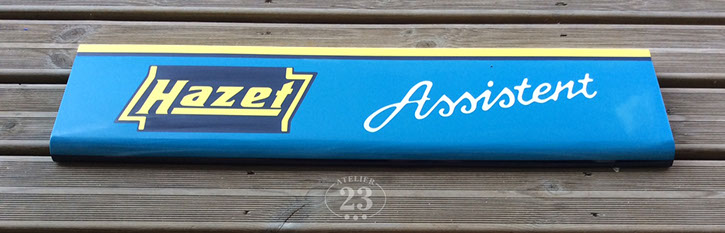 Hazet Assistent
ATELIER
23